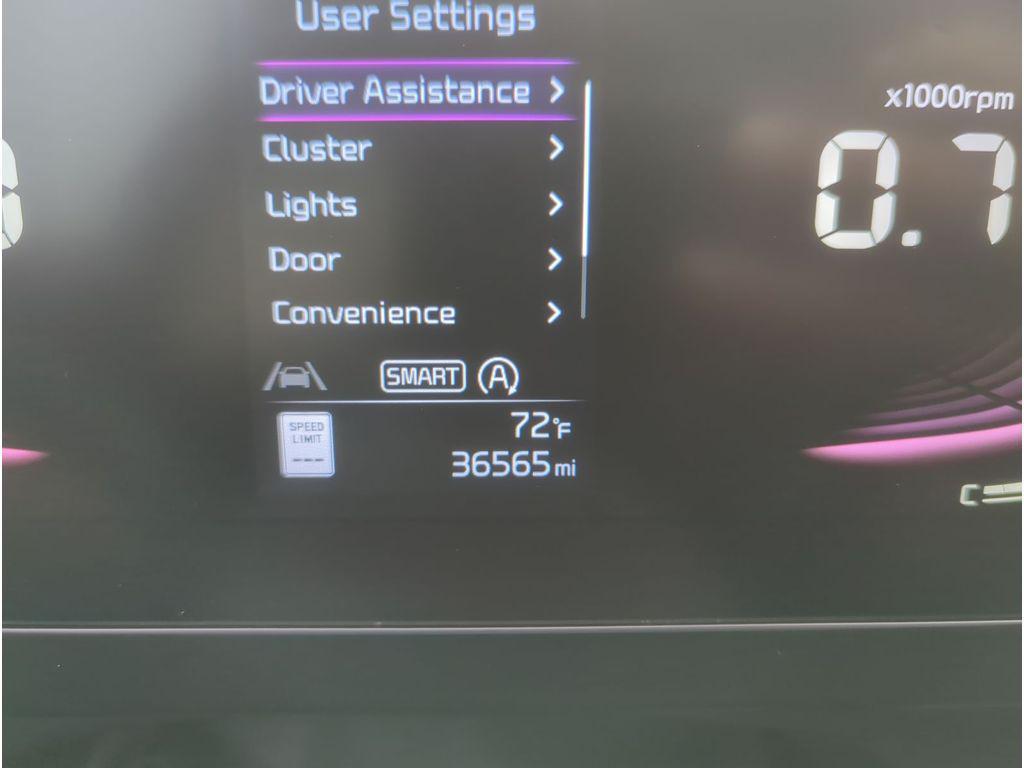 User Settings
Driver Assistance >
Cluster >
Lights >
Door >
Convenience >
SMART A
SPEED
LIMIT
---
72°F
36565 mi
x1000rpm
0.7
C